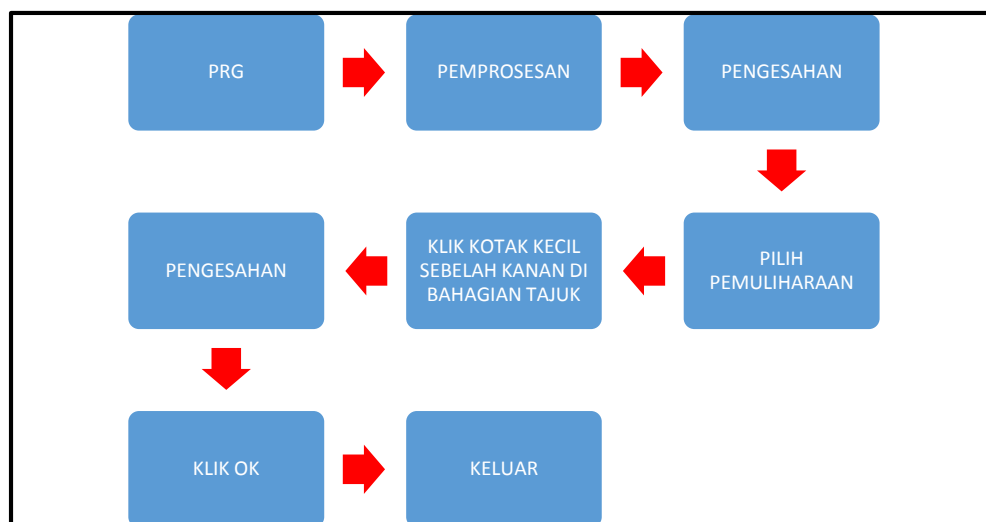 PRG
PEMPROSESAN
PENGESAHAN
PILIH
PEMULIHARAAN
KLIK KOTAK KECIL
SEBELAH KANAN DI
BAHAGIAN TAJUK
PENGESAHAN
KLIK OK
KELUAR